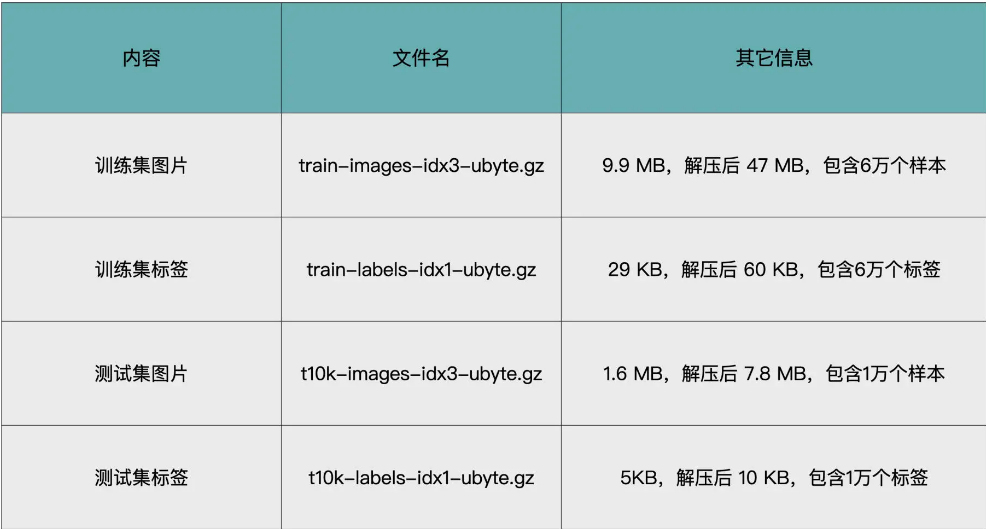 内容 文件名 其它信息
训练集图片 train-images-idx3-ubyte.gz 9.9 MB，解压后 47 MB，包含6万个样本
训练集标签 train-labels-idx1-ubyte.gz 29 KB，解压后 60 KB，包含6万个标签
测试集图片 t10k-images-idx3-ubyte.gz 1.6 MB，解压后 7.8 MB，包含1万个样本
测试集标签 t10k-labels-idx1-ubyte.gz 5KB，解压后 10 KB，包含1万个标签